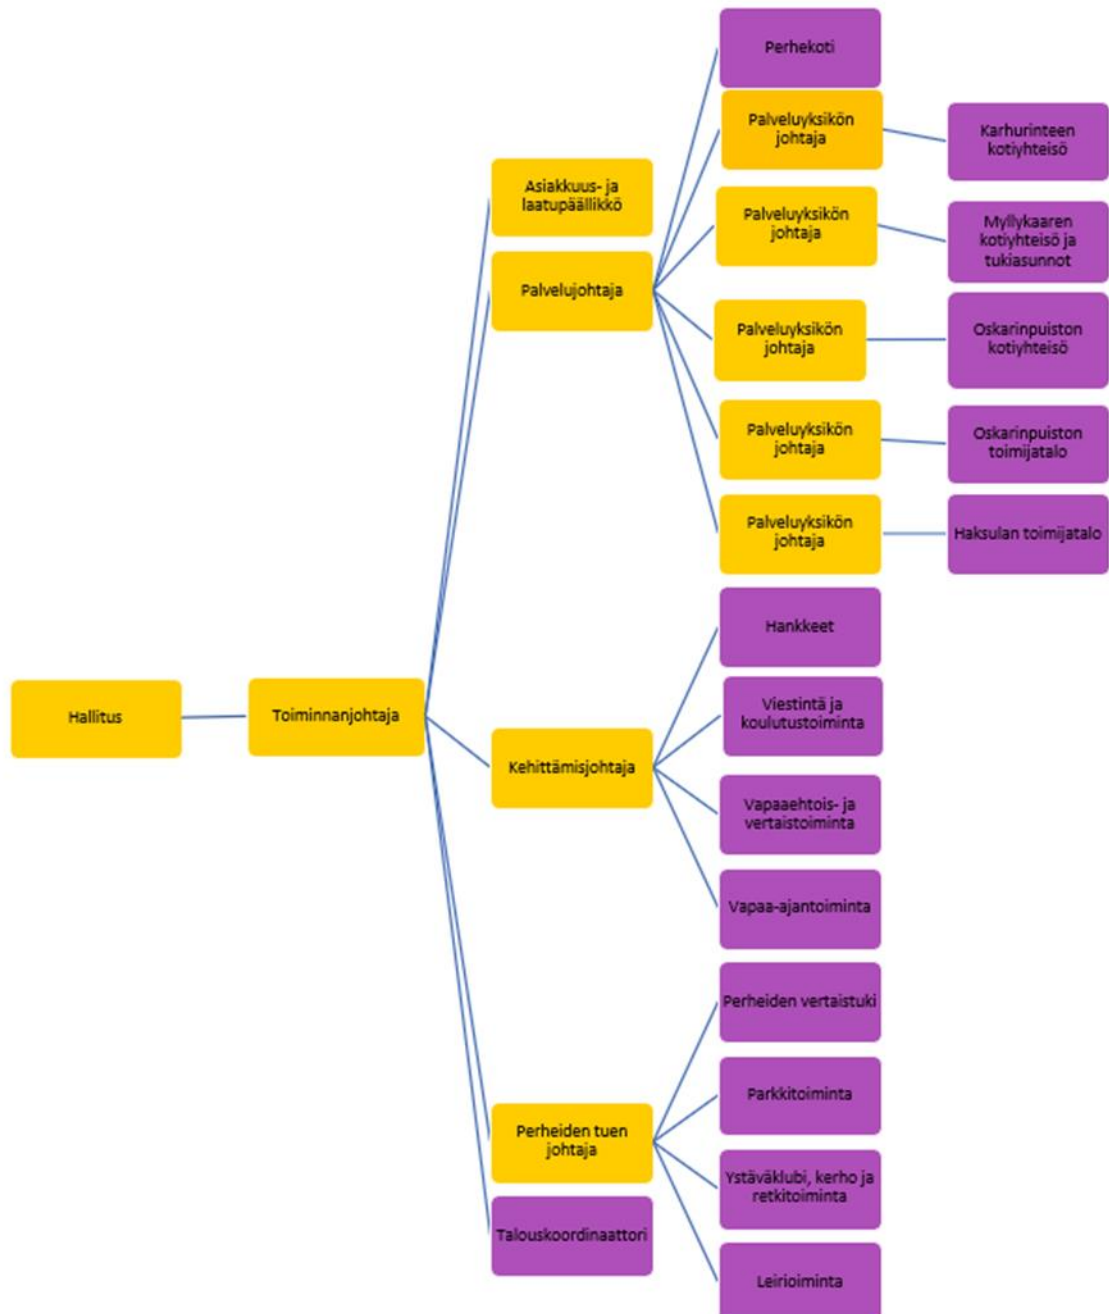 Perhekoti
Palveluyksikön
johtaja
Karhurinteen
kotiyhteisö
Asiakkuus- ja
laatupäällikkö
Palveluyksikön
johtaja
Myllykaaren
kotiyhteisö ja
tukiasunnot
Palvelujohtaja
Palveluyksikön
johtaja
Oskarinpuiston
kotiyhteisö
Palveluyksikön
johtaja
Oskarinpuiston
toimijatalo
Palveluyksikön
johtaja
Haksulan toimijatalo
Hallitus
Toiminnanjohtaja
Kehittämisjohtaja
Hankkeet
Viestintä ja
koulutustoiminta
Vapaaehtois- ja
vertaistoiminta
Vapaa-ajantoiminta
Perheiden tuen
johtaja
Perheiden vertaistuki
Parkkitoiminta
Ystäväklubi, kerho ja
retkitoiminta
Leirioiminta
Talouskoordinaattori